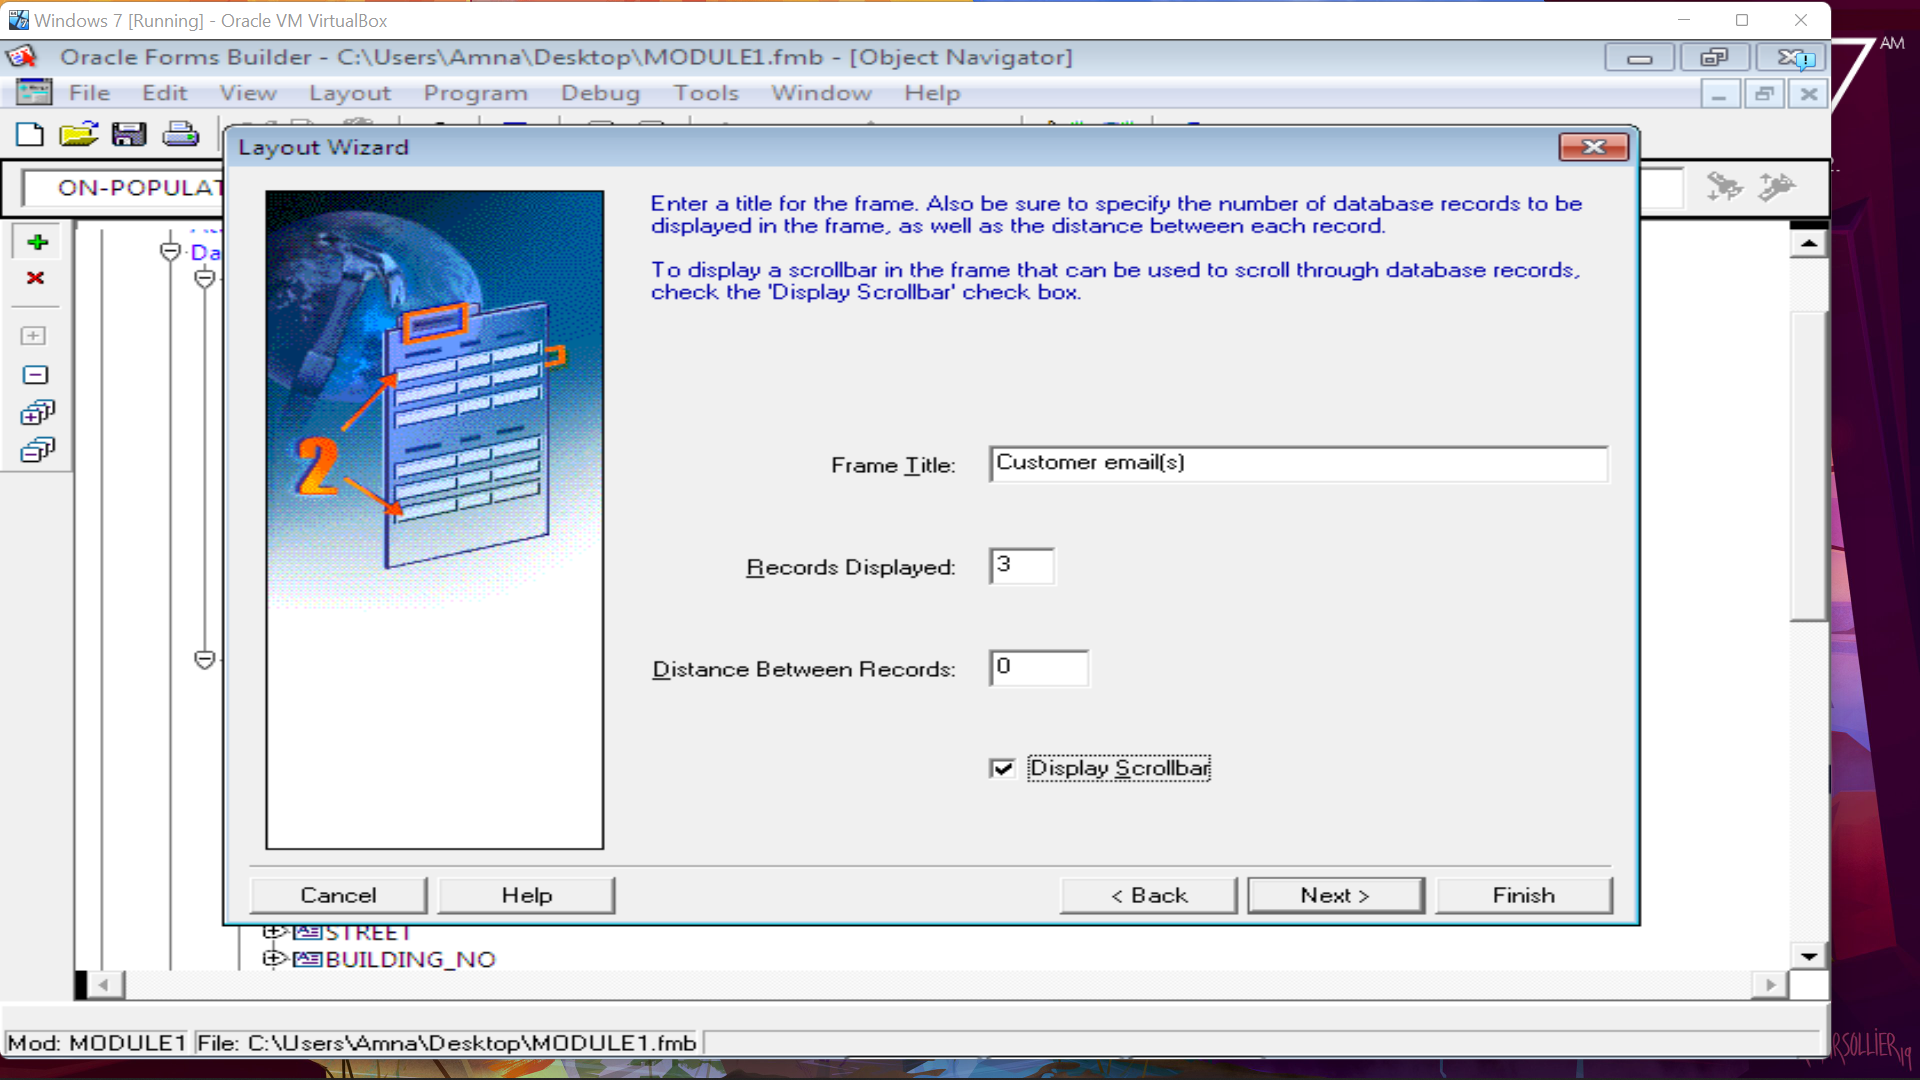 Windows 7 [Running] - Oracle VM VirtualBox
AM
Oracle Forms Builder - C:\Users\Amna\Desktop\MODULE1.fmb - [Object Navigator]
File Edit View Layout Program Debug Tools Window Help
Layout Wizard
ON-POPULAT
Da
Enter a title for the frame. Also be sure to specify the number of database records to be
displayed in the frame, as well as the distance between each record.
To display a scrollbar in the frame that can be used to scroll through database records,
check the 'Display Scrollbar' check box.
2
Frame Title: Customer email(s)
Records Displayed: 3
Distance Between Records: 0
Display Scrollbar
Cancel Help < Back Next > Finish
STREET
BUILDING_NO
Mod: MODULE1 File: C:\Users\Amna\Desktop\MODULE1.fmb